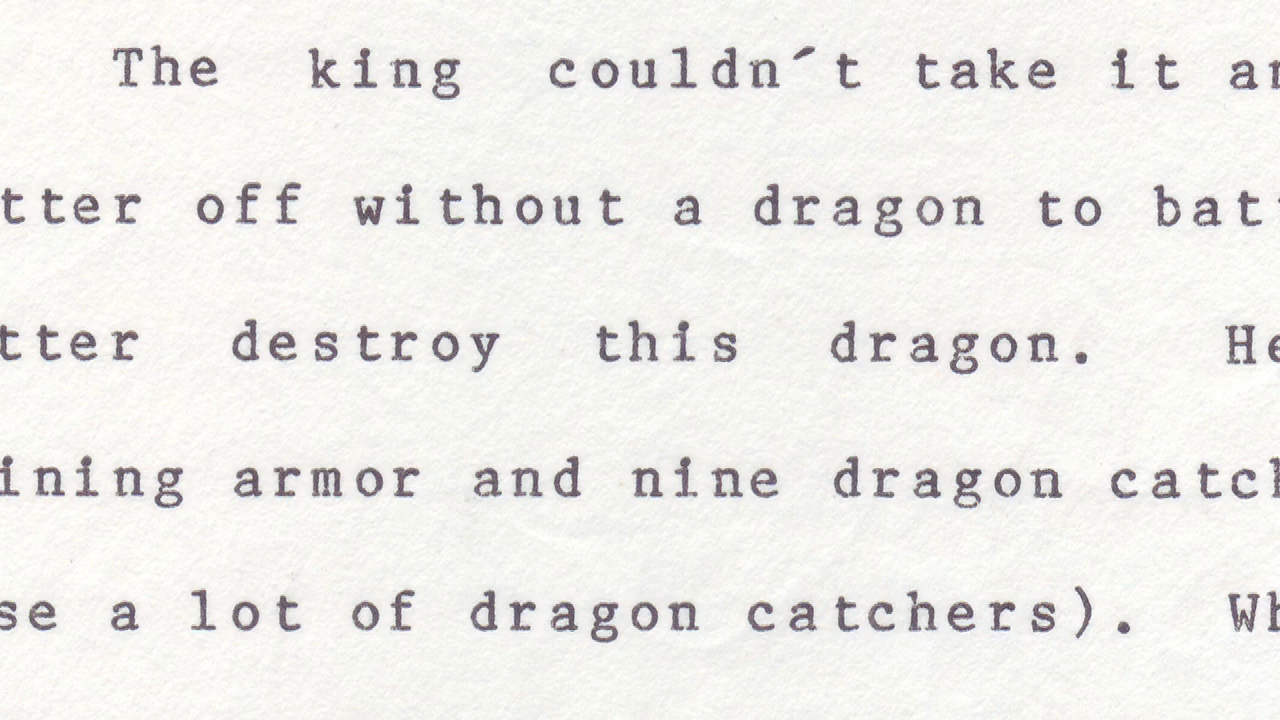 The king couldn´t take it an
tter off without a dragon to batt
tter destroy this dragon. He
ining armor and nine dragon catch
se a lot of dragon catchers). Wh